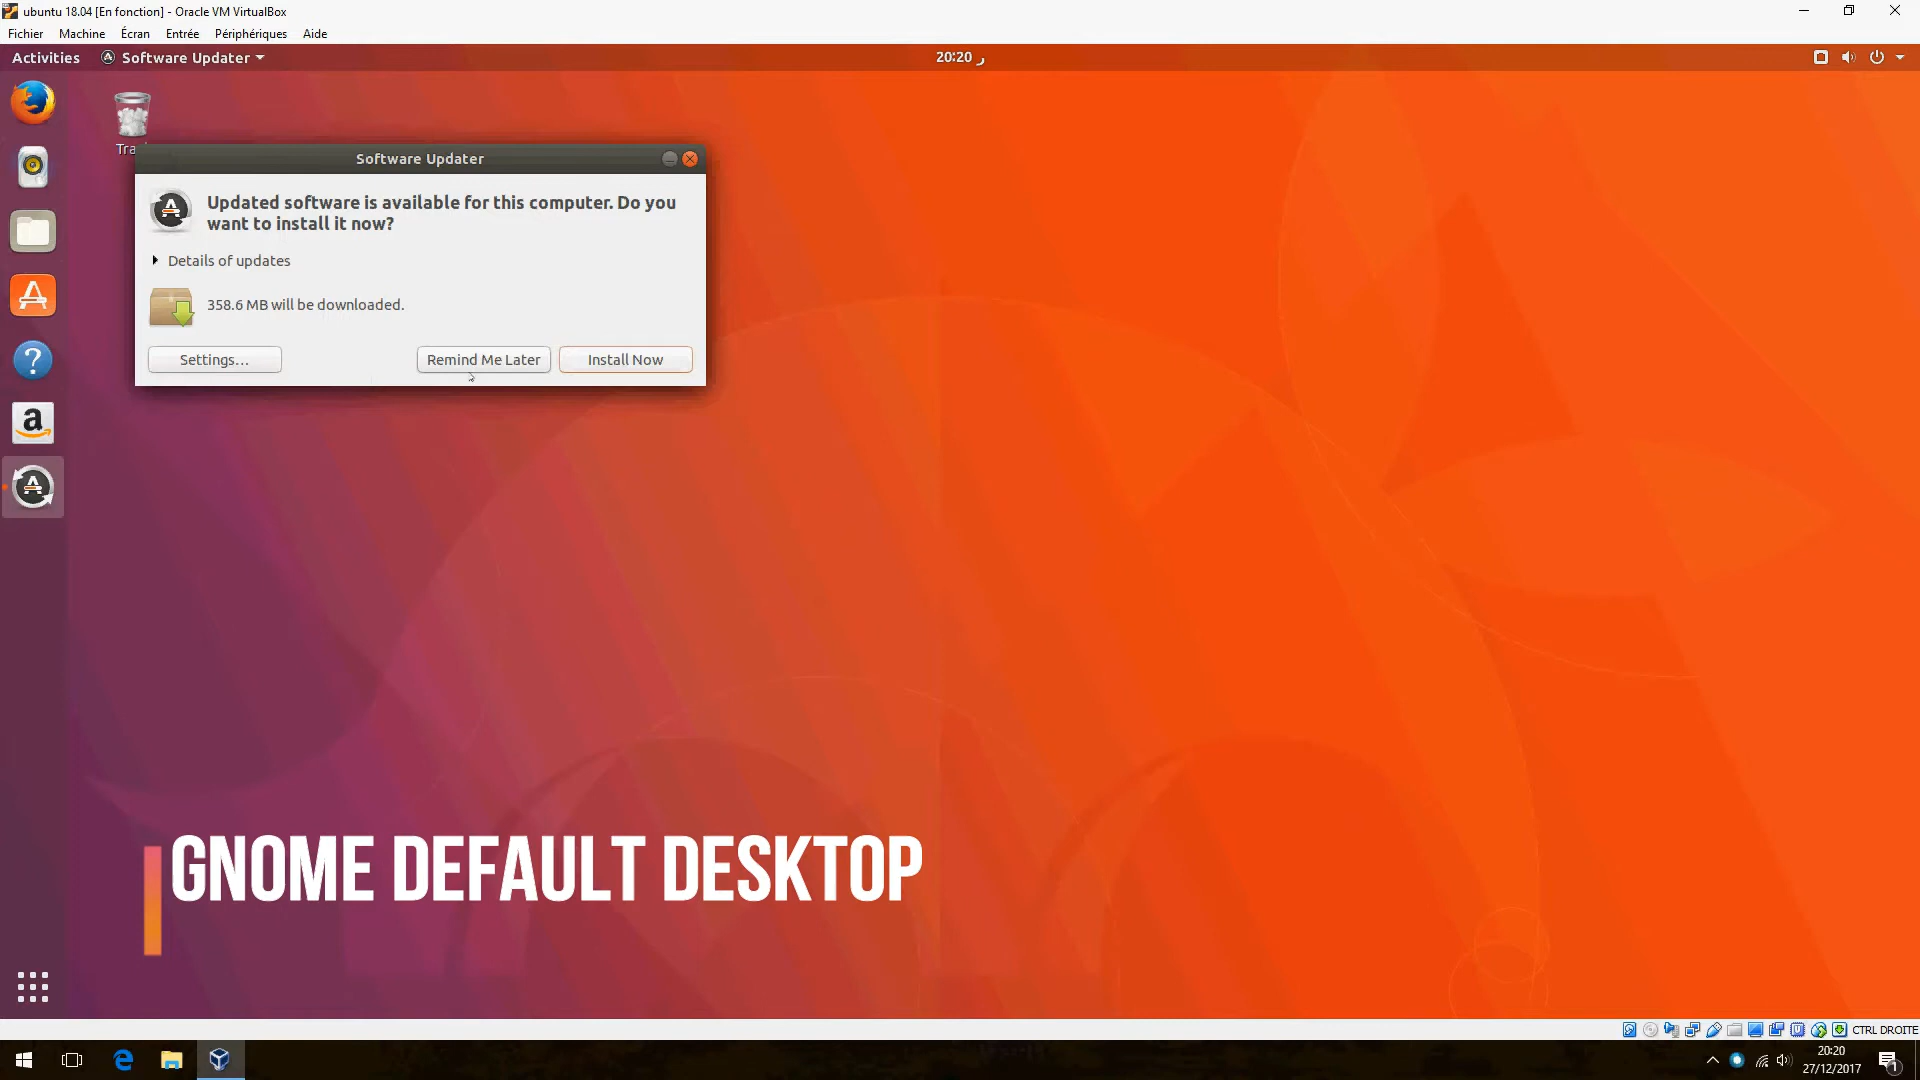 ubuntu 18.04 [En fonction] - Oracle VM VirtualBox
Fichier Machine Écran Entrée Périphériques Aide
Activities Software Updater 20:20 ر
Software Updater
Updated software is available for this computer. Do you
want to install it now?
Details of updates
358.6 MB will be downloaded.
Settings… Remind Me Later Install Now
GNOME DEFAULT DESKTOP
CTRL DROITE
20:20
27/12/2017
1